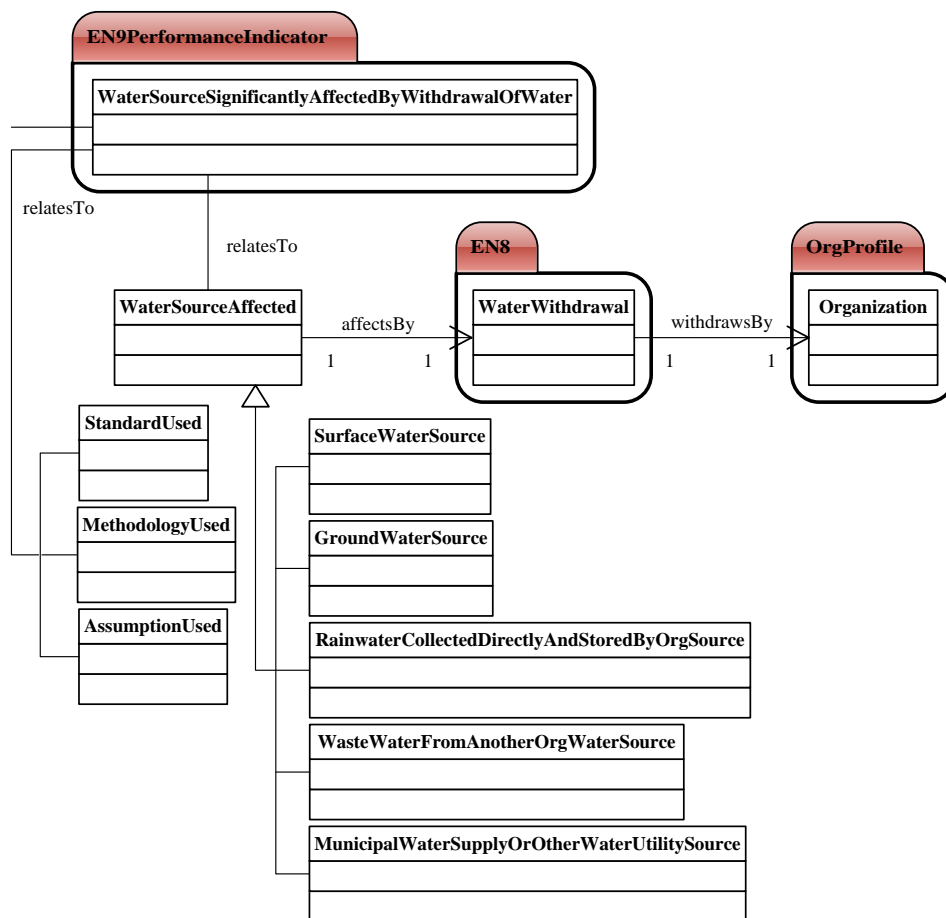 EN9PerformanceIndicator
WaterSourceSignificantlyAffectedByWithdrawalOfWater
relatesTo
relatesTo
EN8
OrgProfile
WaterSourceAffected
affectsBy
1
1
WaterWithdrawal
withdrawsBy
1
1
Organization
StandardUsed
MethodologyUsed
AssumptionUsed
SurfaceWaterSource
GroundWaterSource
RainwaterCollectedDirectlyAndStoredByOrgSource
WasteWaterFromAnotherOrgWaterSource
MunicipalWaterSupplyOrOtherWaterUtilitySource